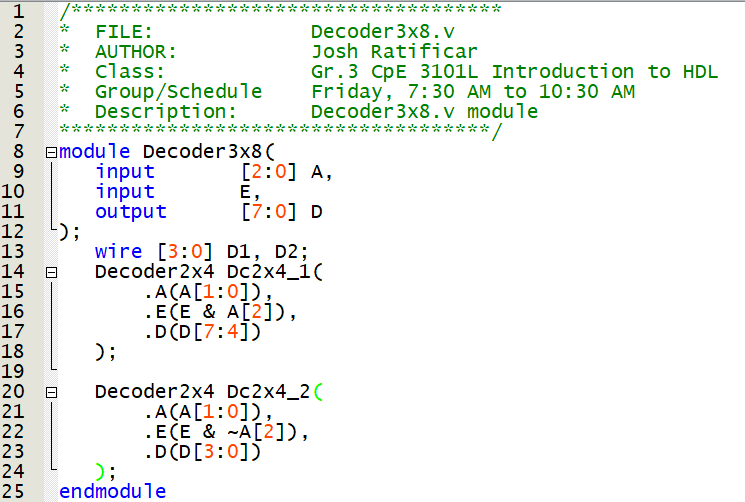 1 /************************************
2 * FILE: Decoder3x8.v
3 * AUTHOR: Josh Ratificar
4 * Class: Gr.3 CpE 3101L Introduction to HDL
5 * Group/Schedule Friday, 7:30 AM to 10:30 AM
6 * Description: Decoder3x8.v module
7 ************************************/
8 module Decoder3x8(
9 input [2:0] A,
10 input E,
11 output [7:0] D
12 );
13 wire [3:0] D1, D2;
14 Decoder2x4 Dc2x4_1(
15 .A(A[1:0]),
16 .E(E & A[2]),
17 .D(D[7:4])
18 );
19
20 Decoder2x4 Dc2x4_2(
21 .A(A[1:0]),
22 .E(E & ~A[2]),
23 .D(D[3:0])
24 );
25 endmodule